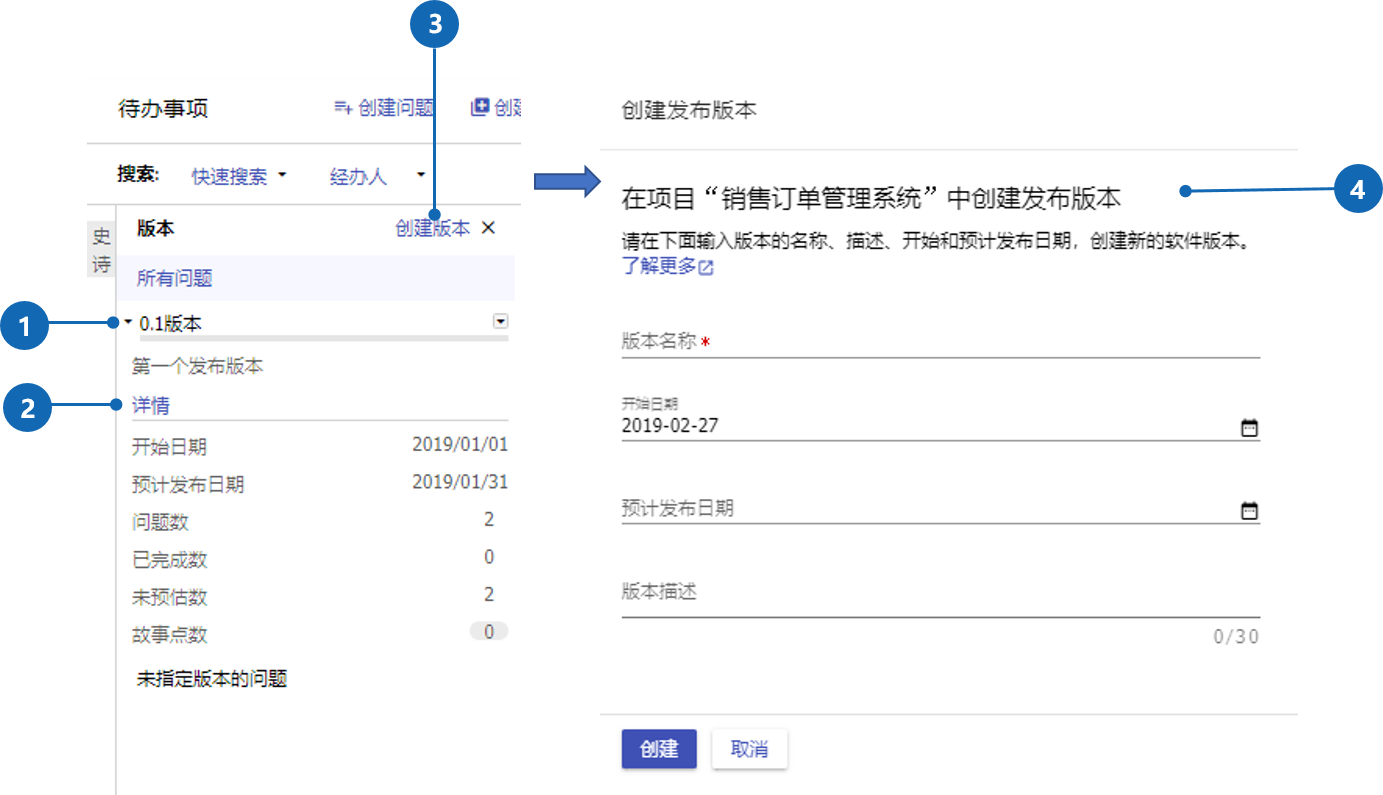 3
待办事项
创建问题
创建
搜索:
快速搜索
经办人
史诗
版本
创建版本
所有问题
1
0.1版本
第一个发布版本
2
详情
开始日期 2019/01/01
预计发布日期 2019/01/31
问题数 2
已完成数 0
未预估数 2
故事点数 0
未指定版本的问题
创建发布版本
在项目“销售订单管理系统”中创建发布版本
4
请在下面输入版本的名称、描述、开始和预计发布日期，创建新的软件版本。
了解更多
版本名称 *
开始日期
2019-02-27
预计发布日期
版本描述
0/30
创建 取消